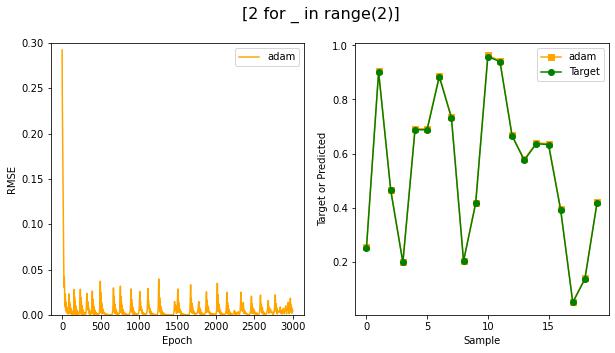 [2 for _ in range(2)]
0.30
0.25
0.20
0.15
0.10
0.05
0.00
RMSE
0 500 1000 1500 2000 2500 3000
Epoch
adam
1.0
0.8
0.6
0.4
0.2
Target or Predicted
0 5 10 15
Sample
adam
Target